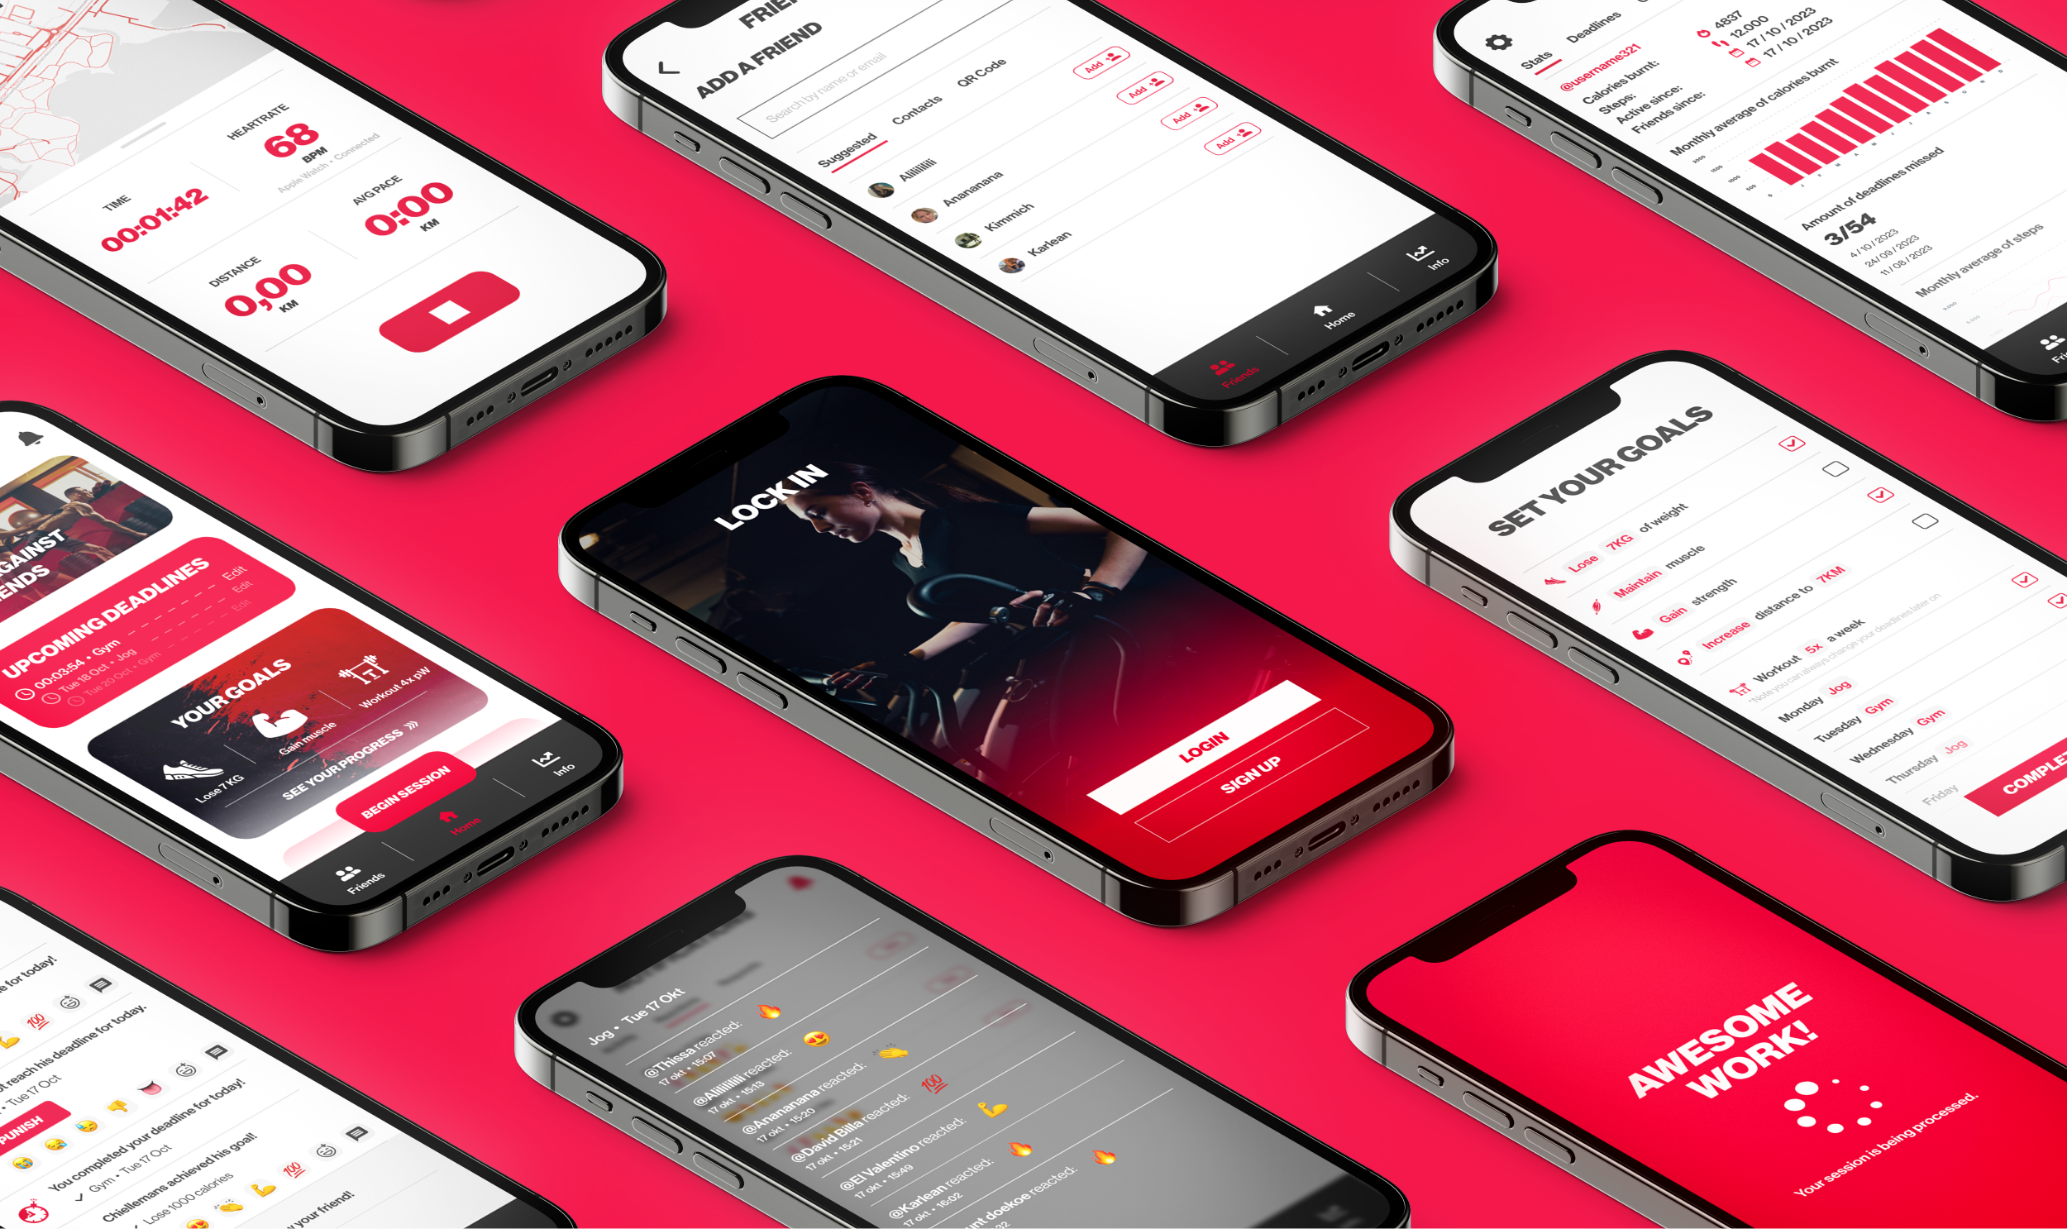 HEARTRATE
68
BPM
Apple Watch • Connected
TIME
00:01:42
AVG PACE
0:00
KM
DISTANCE
0,00
KM
ADD A FRIEND
Search by name or email
Suggested
Contacts
QR Code
Aliiiiiiili
Add
Anananana
Add
Kimmich
Add
Karlean
Add
Friends
Home
Info
Stats
Deadlines
@username321
Calories burnt:
4837
Steps:
12.000
Active since:
17 / 10 / 2023
Friends since:
17 / 10 / 2023
Monthly average of calories burnt
Amount of deadlines missed
3/54
4 / 10 / 2023
24 / 09 / 2023
11 / 08 / 2023
Monthly average of steps
UPCOMING DEADLINES
00:03:54 • Gym
Edit
Tue 18 Oct • Jog
Edit
Tue 20 Oct • Gym
Edit
YOUR GOALS
Lose 7 KG
Gain muscle
Workout 4x pW
SEE YOUR PROGRESS
BEGIN SESSION
Friends
Home
Info
LOCK IN
LOGIN
SIGN UP
SET YOUR GOALS
Lose 7KG of weight
Maintain muscle
Gain strength
Increase distance to 7KM
Workout 5x a week
*Note you can always change your deadlines later on
Monday Jog
Tuesday Gym
Wednesday Gym
Thursday Jog
Friday
for today!
💪 💯
reach his deadline for today.
• Tue 17 Oct
PUNISH
You completed your deadline for today!
Gym • Tue 17 Oct
Chiellemans achieved his goal!
Lose 1000 calories
👏 💪 💯
your friend!
Jog • Tue 17 Okt
@Thissa reacted: 🔥
17 okt • 15:07
@Aliiiiiiili reacted: 😍
17 okt • 15:13
@Anananana reacted: 👏
17 okt • 15:20
@David Billa reacted: 💯
17 okt • 15:21
@El Valentino reacted: 💪
17 okt • 15:49
@Karlean reacted: 🔥
17 okt • 16:02
doekoe reacted: 🔥
AWESOME
WORK!
Your session is being processed.